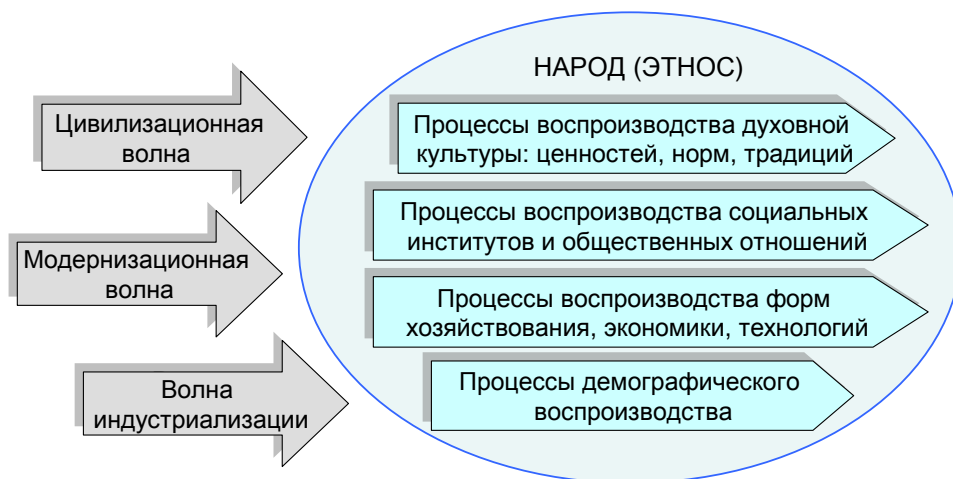 НАРОД (ЭТНОС)
Цивилизационная
волна
Процессы воспроизводства духовной
культуры: ценностей, норм, традиций
Модернизационная
волна
Процессы воспроизводства социальных
институтов и общественных отношений
Процессы воспроизводства форм
хозяйствования, экономики, технологий
Волна
индустриализации
Процессы демографического
воспроизводства